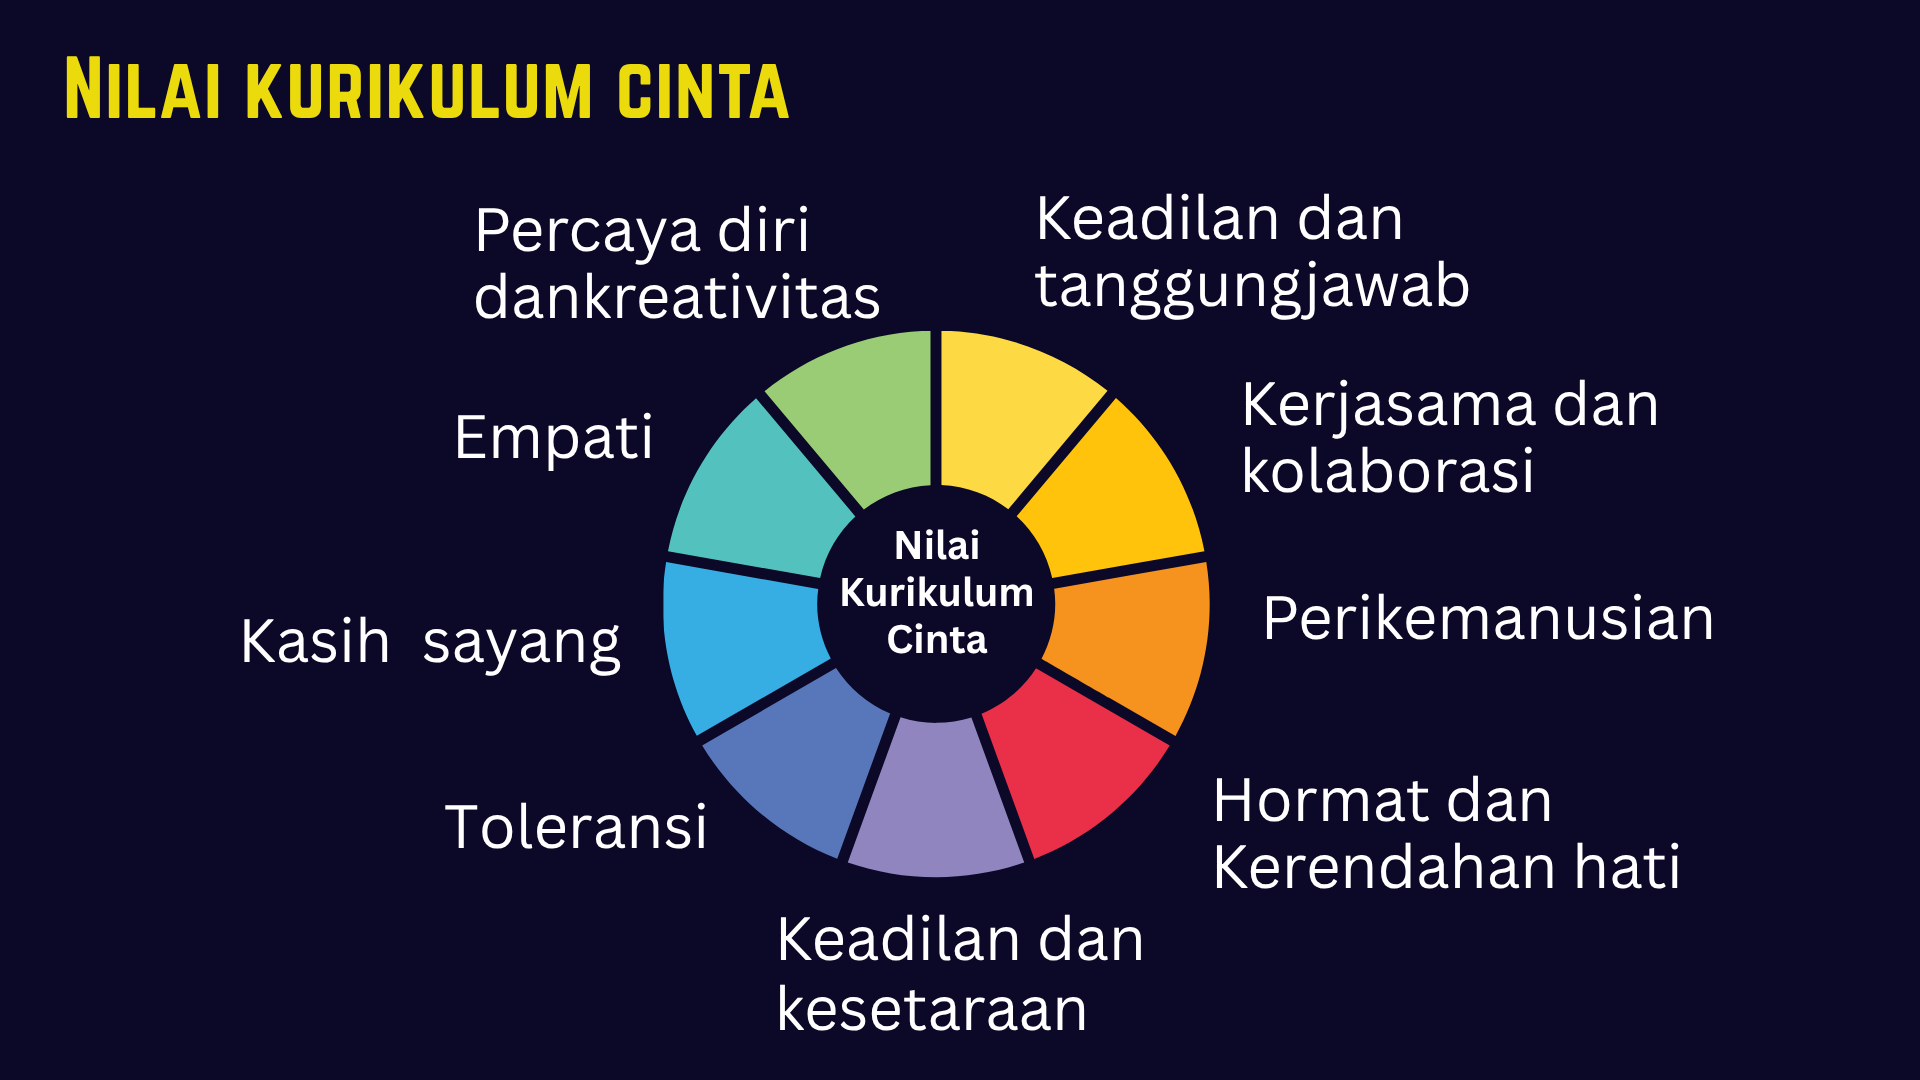 Nilai kurikulum cinta
Percaya diri
dankreativitas
Keadilan dan
tanggungjawab
Empati
Kerjasama dan
kolaborasi
Nilai
Kurikulum
Cinta
Kasih  sayang
Perikemanusian
Toleransi
Hormat dan
Kerendahan hati
Keadilan dan
kesetaraan